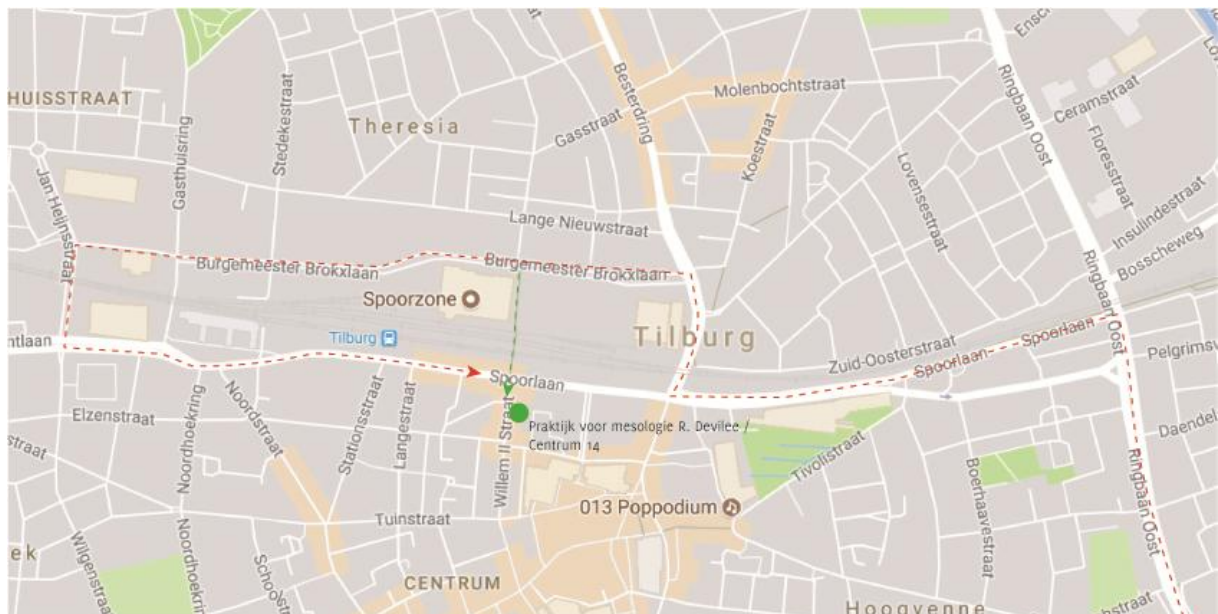 HUISSTRAAT
Jan Heijnsstraat
Gasthuisring
Stedekestraat
Theresia
Besterdring
Molenbochtstraat
Gasstraat
Koestraat
Lange Nieuwstraat
Lovensestraat
Ringbaan Oost
Ceramstraat
Floresstraat
Insulindestraat
Bosscheweg
Ringbaan Oost
Burgemeester Brokxlaan
Burgemeester Brokxlaan
Spoorzone
Tilburg
Tilburg
ntlaan
Spoorlaan
Zuid-Oosterstraat
Spoorlaan
Spoorlaan
Pelgrimsv
Elzenstraat
Noordhoekring
Noordstraat
Stationsstraat
Langestraat
Willem II Straat
Praktijk voor mesologie R. Devilee /
Centrum 14
Tivolistraat
Daendel
013 Poppodium
Tuinstraat
Boerhaavestraat
Ringbaan Oost
straat
ek
Wilgenstraat
Noordhoekring
CENTRUM
Hoogvenne